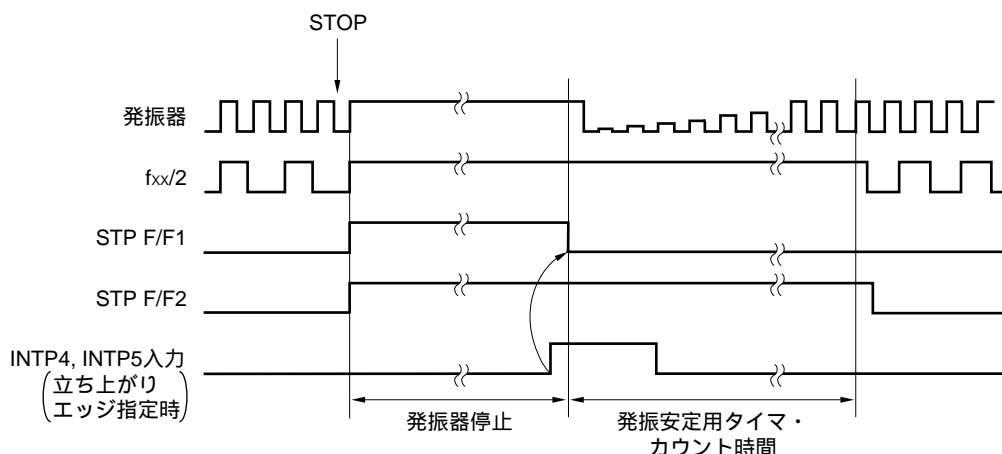 STOP
発振器
fxx/2
STP F/F1
STP F/F2
INTP4, INTP5入力
(立ち上がり
エッジ指定時)
発振器停止
発振安定用タイマ・
カウント時間